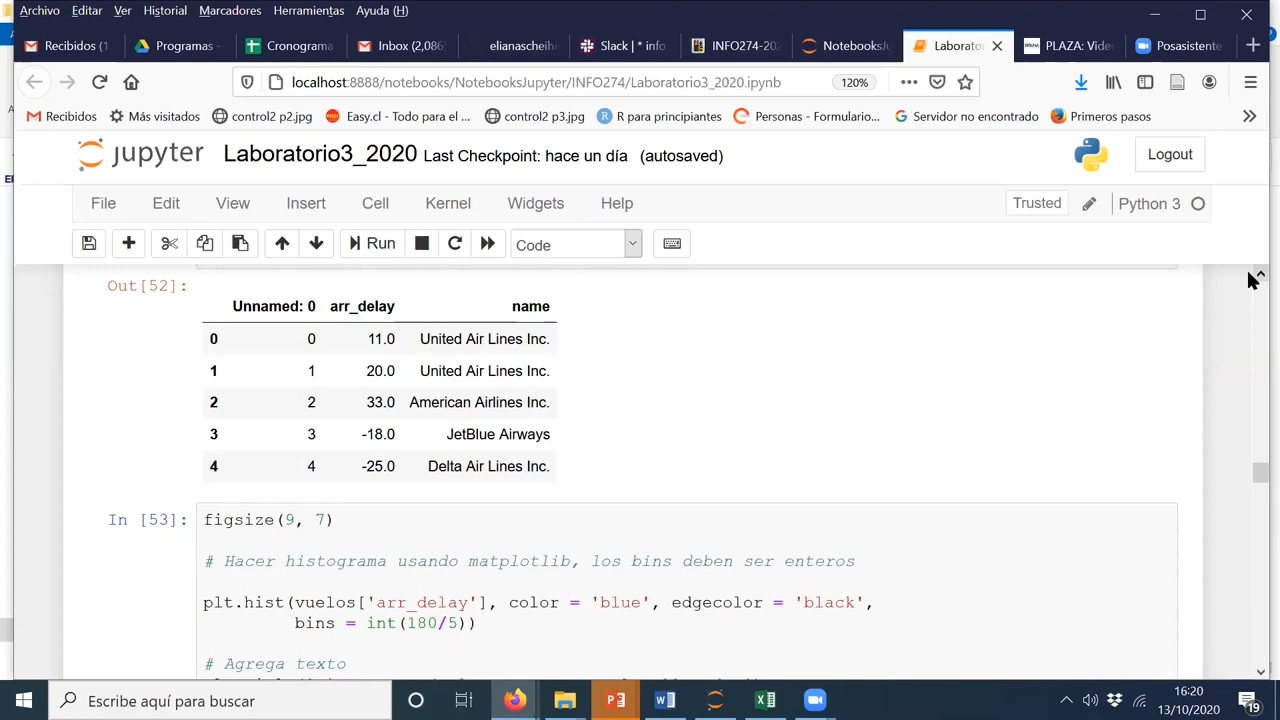 Archivo Editar Ver Historial Marcadores Herramientas Ayuda (H)
Recibidos (1 Programas - Cronograma Inbox (2,086 elianascheihi Slack | * info INFO274-202 NotebooksJu Laborato PLAZA: Vide Posasistente
localhost:8888/notebooks/NotebooksJupyter/INFO274/Laboratorio3_2020.ipynb 120%
Recibidos Más visitados control2 p2.jpg Easy.cl - Todo para el ... control2 p3.jpg R para principiantes Personas - Formulario... Servidor no encontrado Primeros pasos
jupyter Laboratorio3_2020 Last Checkpoint: hace un día (autosaved) Logout
File Edit View Insert Cell Kernel Widgets Help Trusted Python 3
Run Code
Out[52]:
Unnamed: 0 arr_delay name
0 0 11.0 United Air Lines Inc.
1 1 20.0 United Air Lines Inc.
2 2 33.0 American Airlines Inc.
3 3 -18.0 JetBlue Airways
4 4 -25.0 Delta Air Lines Inc.
In [53]: figsize(9, 7)
# Hacer histograma usando matplotlib, los bins deben ser enteros
plt.hist(vuelos['arr_delay'], color = 'blue', edgecolor = 'black',
bins = int(180/5))
# Agrega texto
Escribe aquí para buscar
16:20
13/10/2020
19